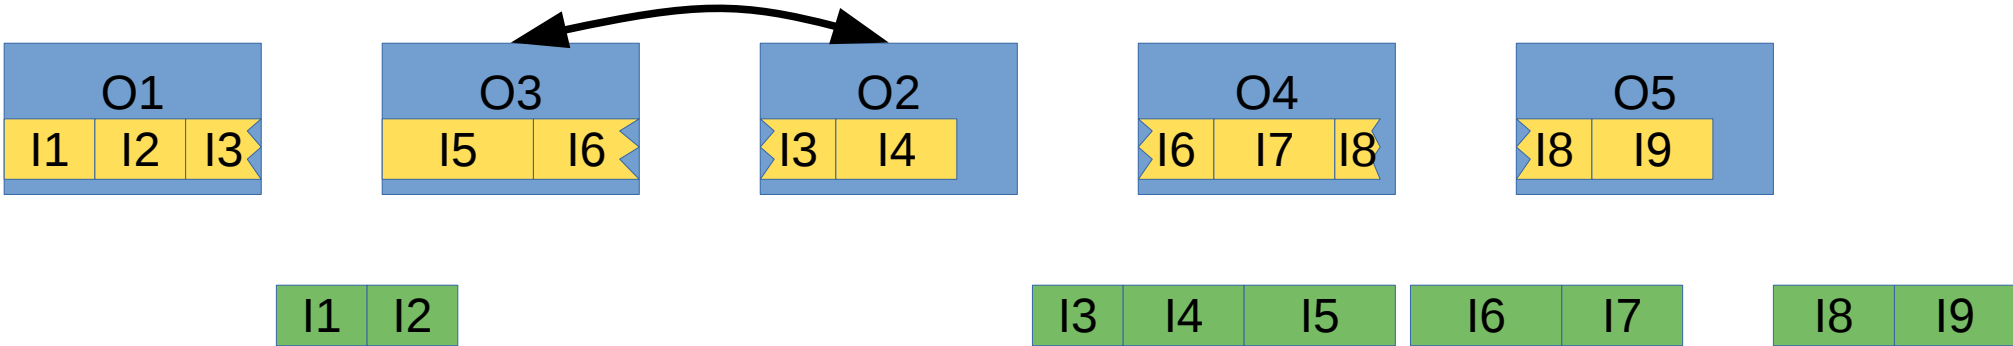 O1 O3 O2 O4 O5
I1 I2 I3 I5 I6 I3 I4 I6 I7 I8 I8 I9
I1 I2 I3 I4 I5 I6 I7 I8 I9